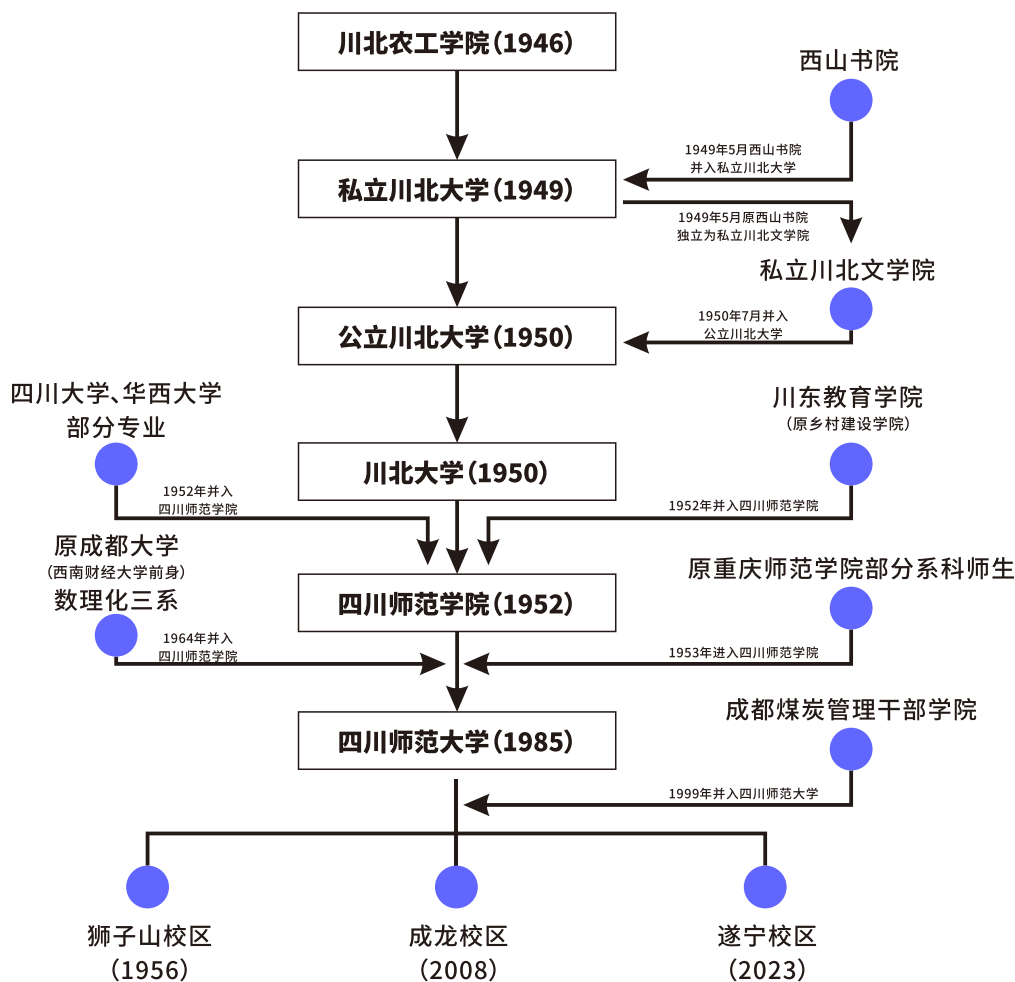 川北农工学院（1946）
西山书院
1949年5月西山书院
并入私立川北大学
私立川北大学（1949）
1949年5月原西山书院
独立为私立川北文学院
私立川北文学院
1950年7月并入
公立川北大学
公立川北大学（1950）
四川大学、华西大学
部分专业
川东教育学院
（原乡村建设学院）
川北大学（1950）
1952年并入
四川师范学院
1952年并入四川师范学院
原成都大学
（西南财经大学前身）
数理化三系
原重庆师范学院部分系科师生
四川师范学院（1952）
1964年并入
四川师范学院
1953年进入四川师范学院
成都煤炭管理干部学院
四川师范大学（1985）
1999年并入四川师范大学
狮子山校区
（1956）
成龙校区
（2008）
遂宁校区
（2023）